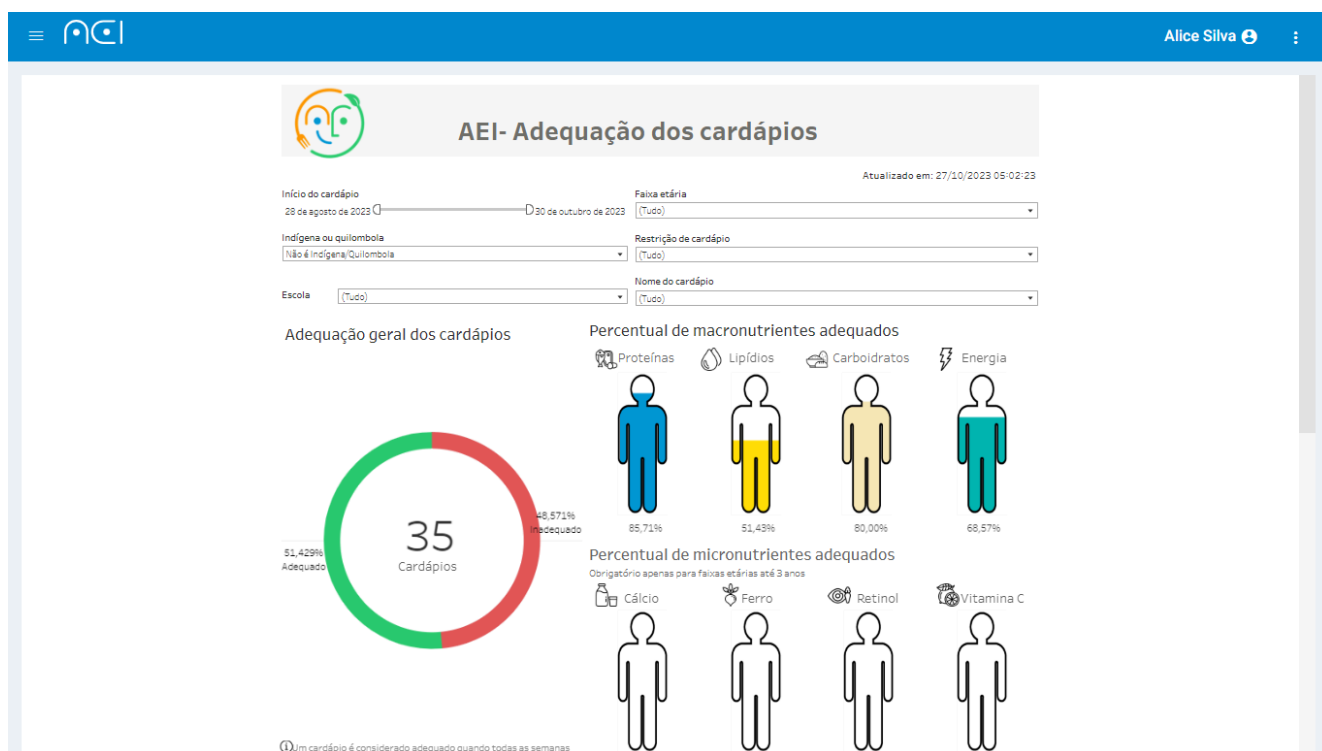 AEI
Alice Silva
AEI- Adequação dos cardápios
Atualizado em: 27/10/2023 05:02:23
Início do cardápio
28 de agosto de 2023
30 de outubro de 2023
Faixa etária
(Tudo)
Indígena ou quilombola
Não é Indígena/Quilombola
Restrição de cardápio
(Tudo)
Escola
(Tudo)
Nome do cardápio
(Tudo)
Adequação geral dos cardápios
48,571%
Inadequado
35
Cardápios
51,429%
Adequado
Percentual de macronutrientes adequados
Proteínas
Lipídios
Carboidratos
Energia
85,71%
51,43%
80,00%
68,57%
Percentual de micronutrientes adequados
Obrigatório apenas para faixas etárias até 3 anos
Cálcio
Ferro
Retinol
Vitamina C
Um cardápio é considerado adequado quando todas as semanas